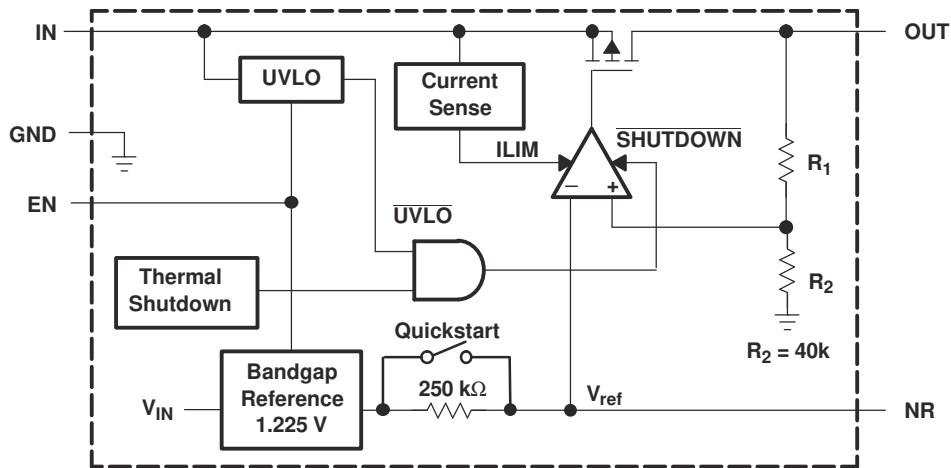 IN
OUT
UVLO
Current
Sense
GND
ILIM
SHUTDOWN
R1
− +
EN
UVLO
Thermal
Shutdown
R2
Quickstart
R2 = 40k
Bandgap
Reference
1.225 V
250 kΩ
VIN
Vref
NR